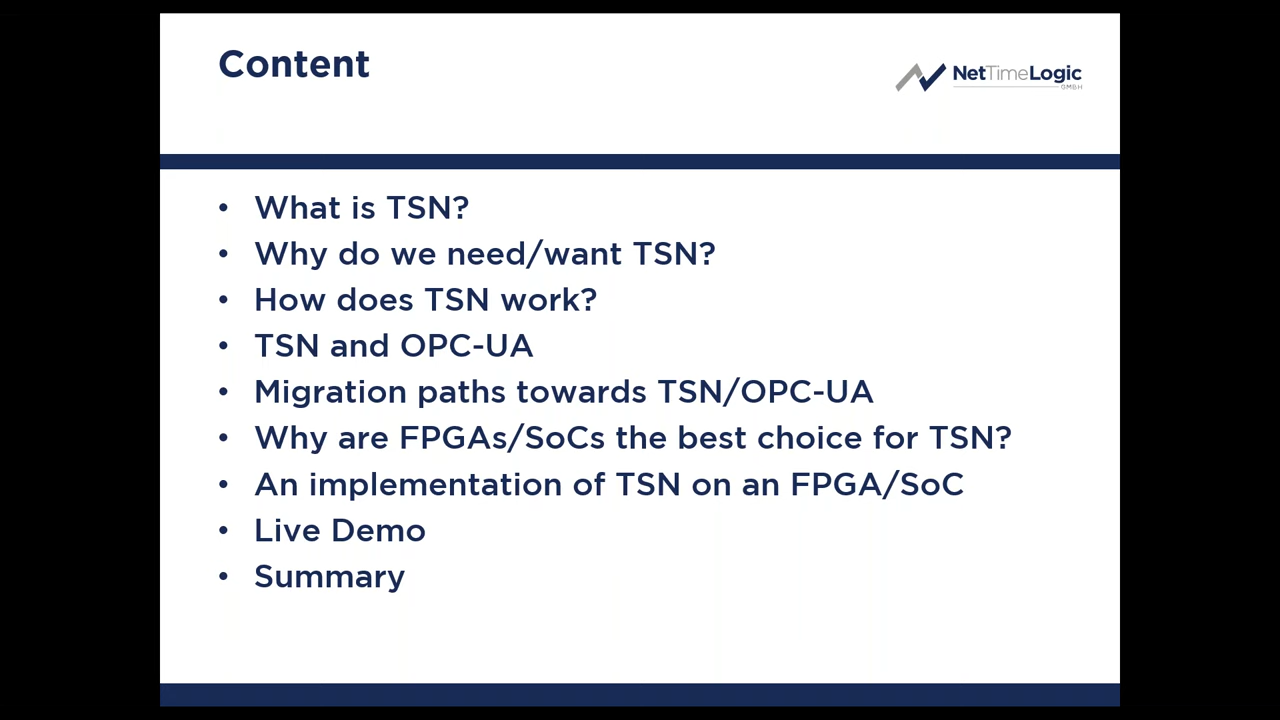 Content
NetTimeLogic
GMBH
• What is TSN?
• Why do we need/want TSN?
• How does TSN work?
• TSN and OPC-UA
• Migration paths towards TSN/OPC-UA
• Why are FPGAs/SoCs the best choice for TSN?
• An implementation of TSN on an FPGA/SoC
• Live Demo
• Summary